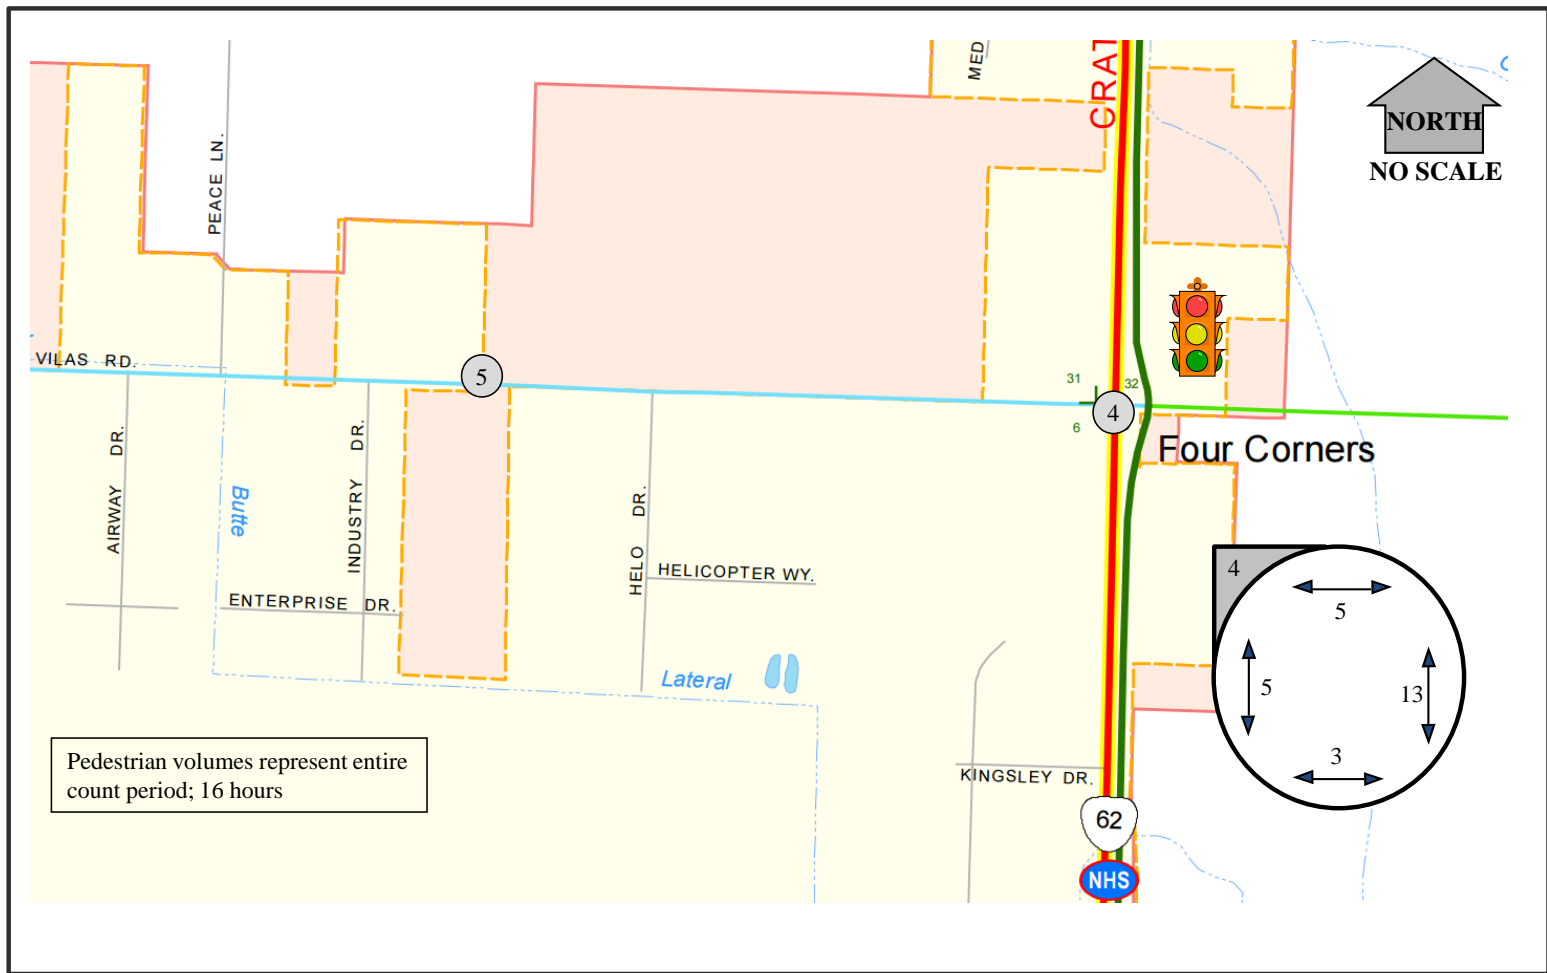 CRAT
MED
NORTH
NO SCALE
PEACE LN.
VILAS RD.
5
31
32
4
6
Four Corners
AIRWAY DR.
Butte
INDUSTRY DR.
HELO DR.
HELICOPTER WY.
ENTERPRISE DR.
Lateral
4
5
5
13
3
Pedestrian volumes represent entire
count period; 16 hours
KINGSLEY DR.
62
NHS